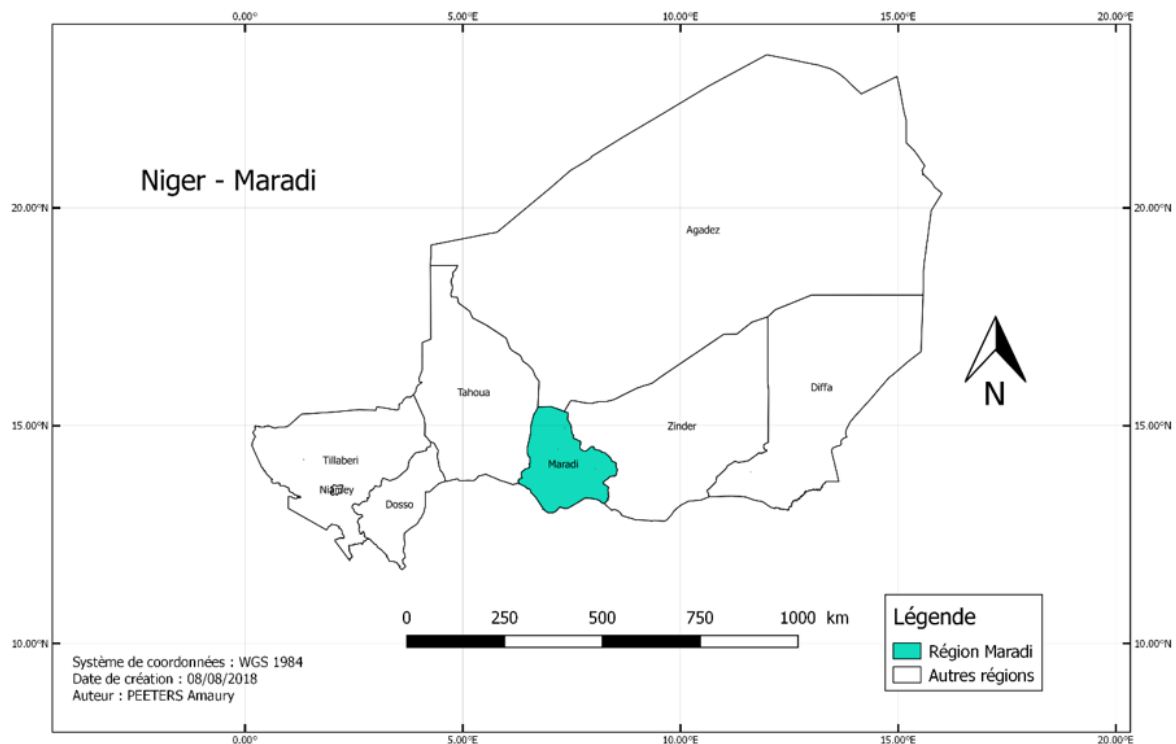 0.00° 5.00°E 10.00°E 15.00°E 20.00°E
Niger - Maradi
20.00°N 20.00°N
Agadez
N
Diffa
Tahoua
15.00°N 15.00°N
Zinder
Tillaberi
Maradi
Niamey
Dosso
0 250 500 750 1000 km
Légende
Région Maradi
Autres régions
10.00°N 10.00°N
Système de coordonnées : WGS 1984
Date de création : 08/08/2018
Auteur : PEETERS Amaury
0.00° 5.00°E 10.00°E 15.00°E 20.00°E